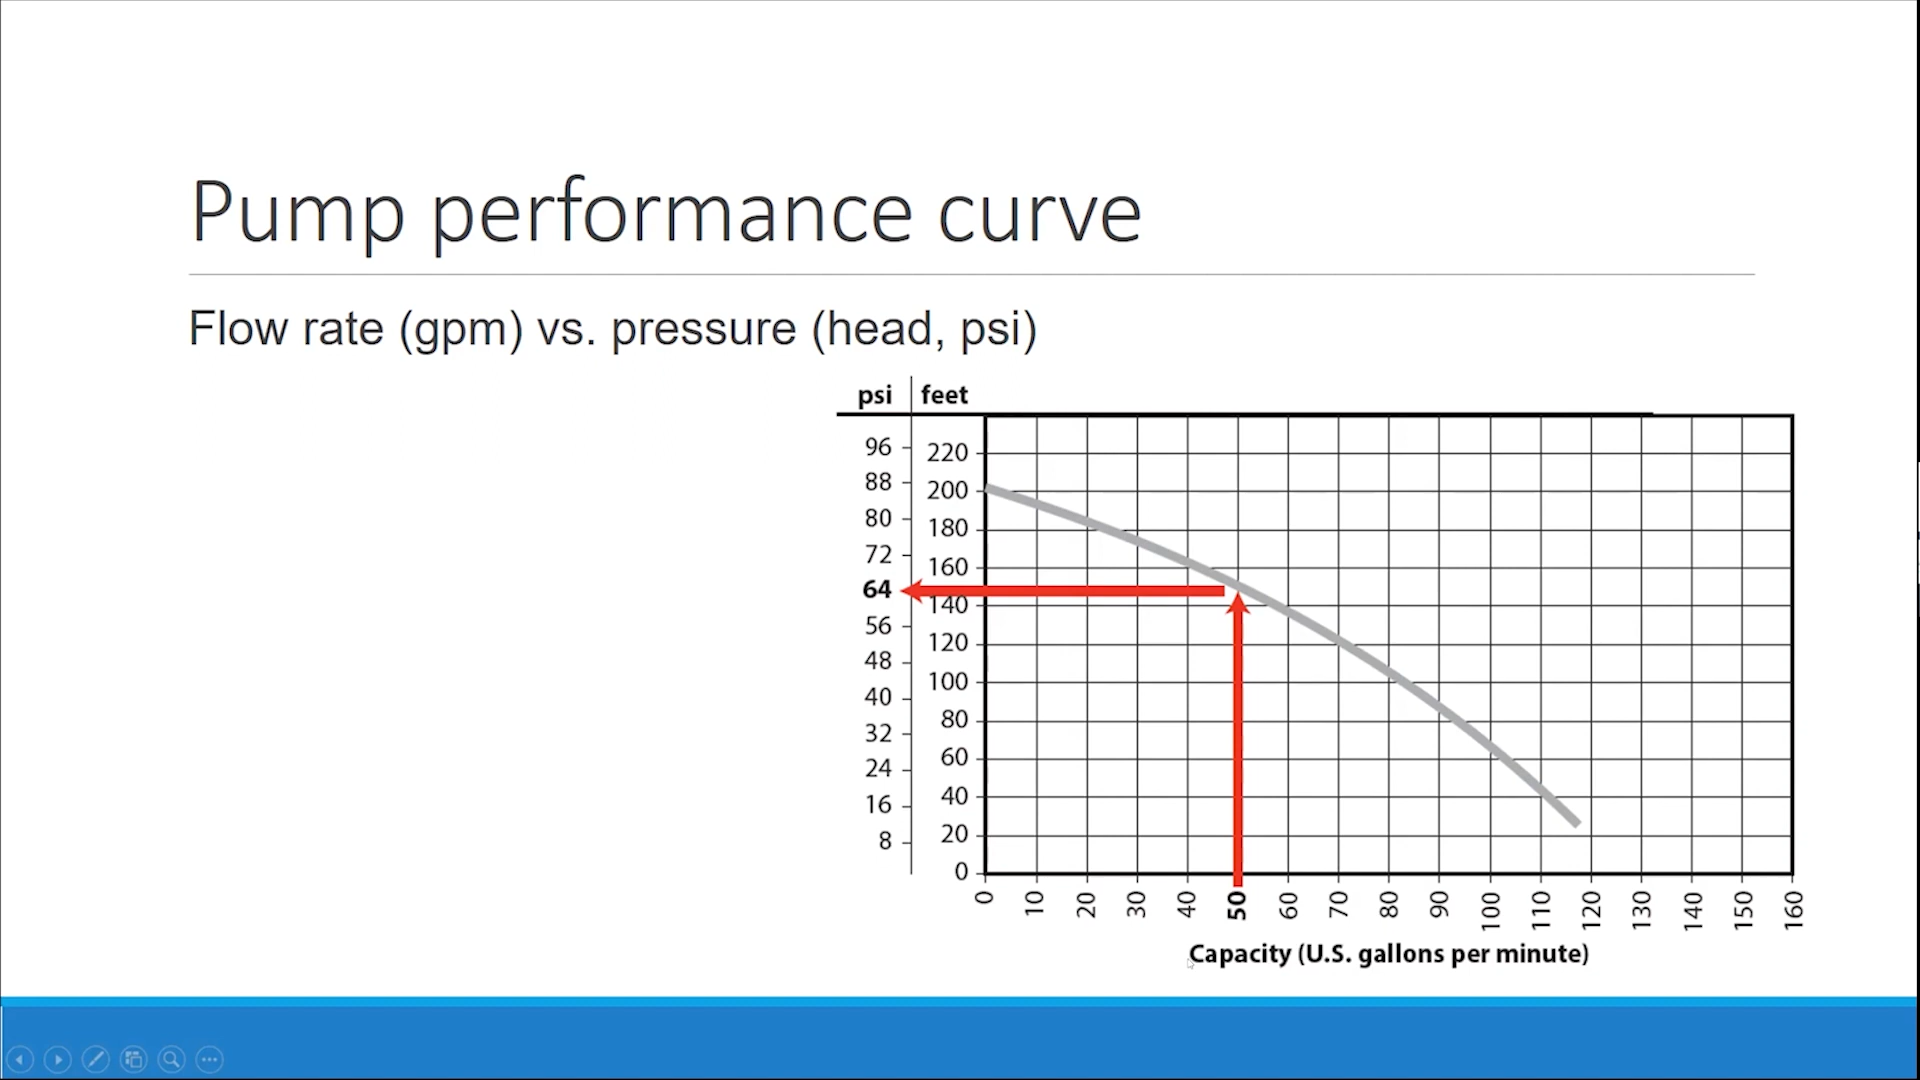 Pump performance curve
Flow rate (gpm) vs. pressure (head, psi)
psi feet
96 220
88 200
80 180
72 160
64 140
56 120
48 100
40 80
32 60
24 40
16 20
8 0
0 10 20 30 40 50 60 70 80 90 100 110 120 130 140 150 160
Capacity (U.S. gallons per minute)